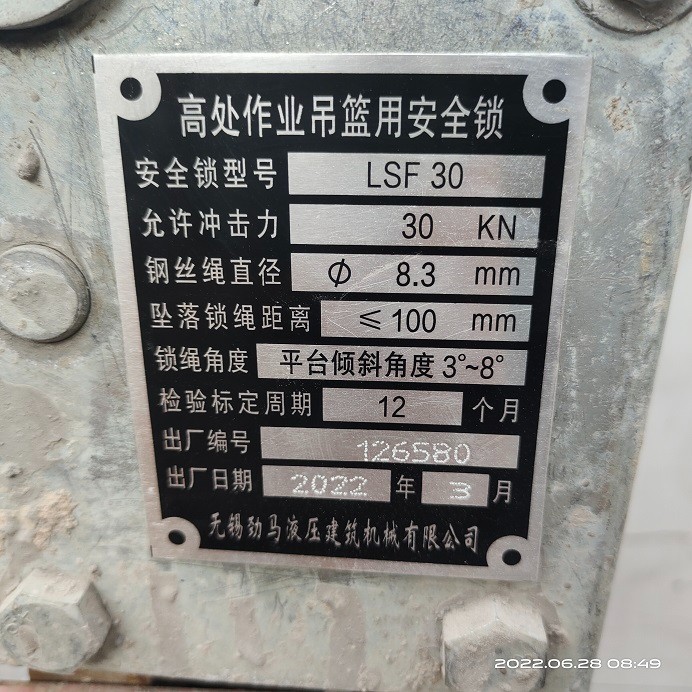 高处作业吊篮用安全锁
安全锁型号 LSF 30
允许冲击力 30 KN
钢丝绳直径 Φ 8.3 mm
坠落锁绳距离 ≤100 mm
锁绳角度 平台倾斜角度 3°~8°
检验标定周期 12 个月
出厂编号 126580
出厂日期 2022 年 3 月
无锡劲马液压建筑机械有限公司
2022.06.28 08:49